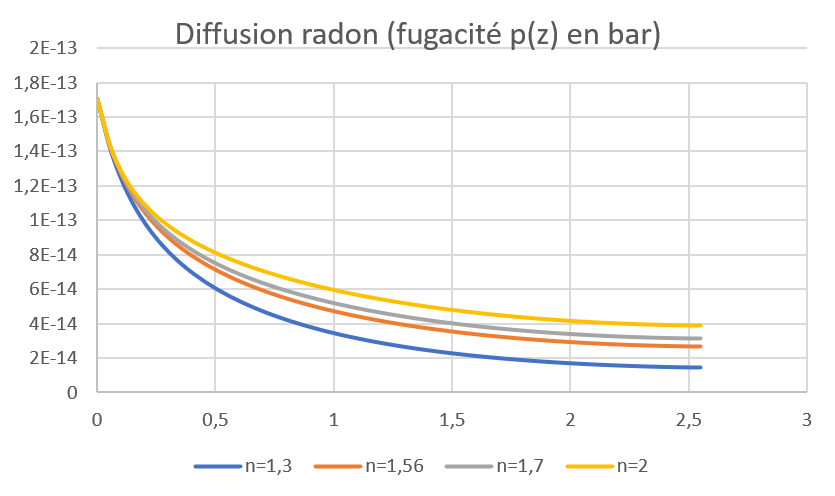 Diffusion radon (fugacité p(z) en bar)
2E-13
1,8E-13
1,6E-13
1,4E-13
1,2E-13
1E-13
8E-14
6E-14
4E-14
2E-14
0
0 0,5 1 1,5 2 2,5 3
n=1,3 n=1,56 n=1,7 n=2